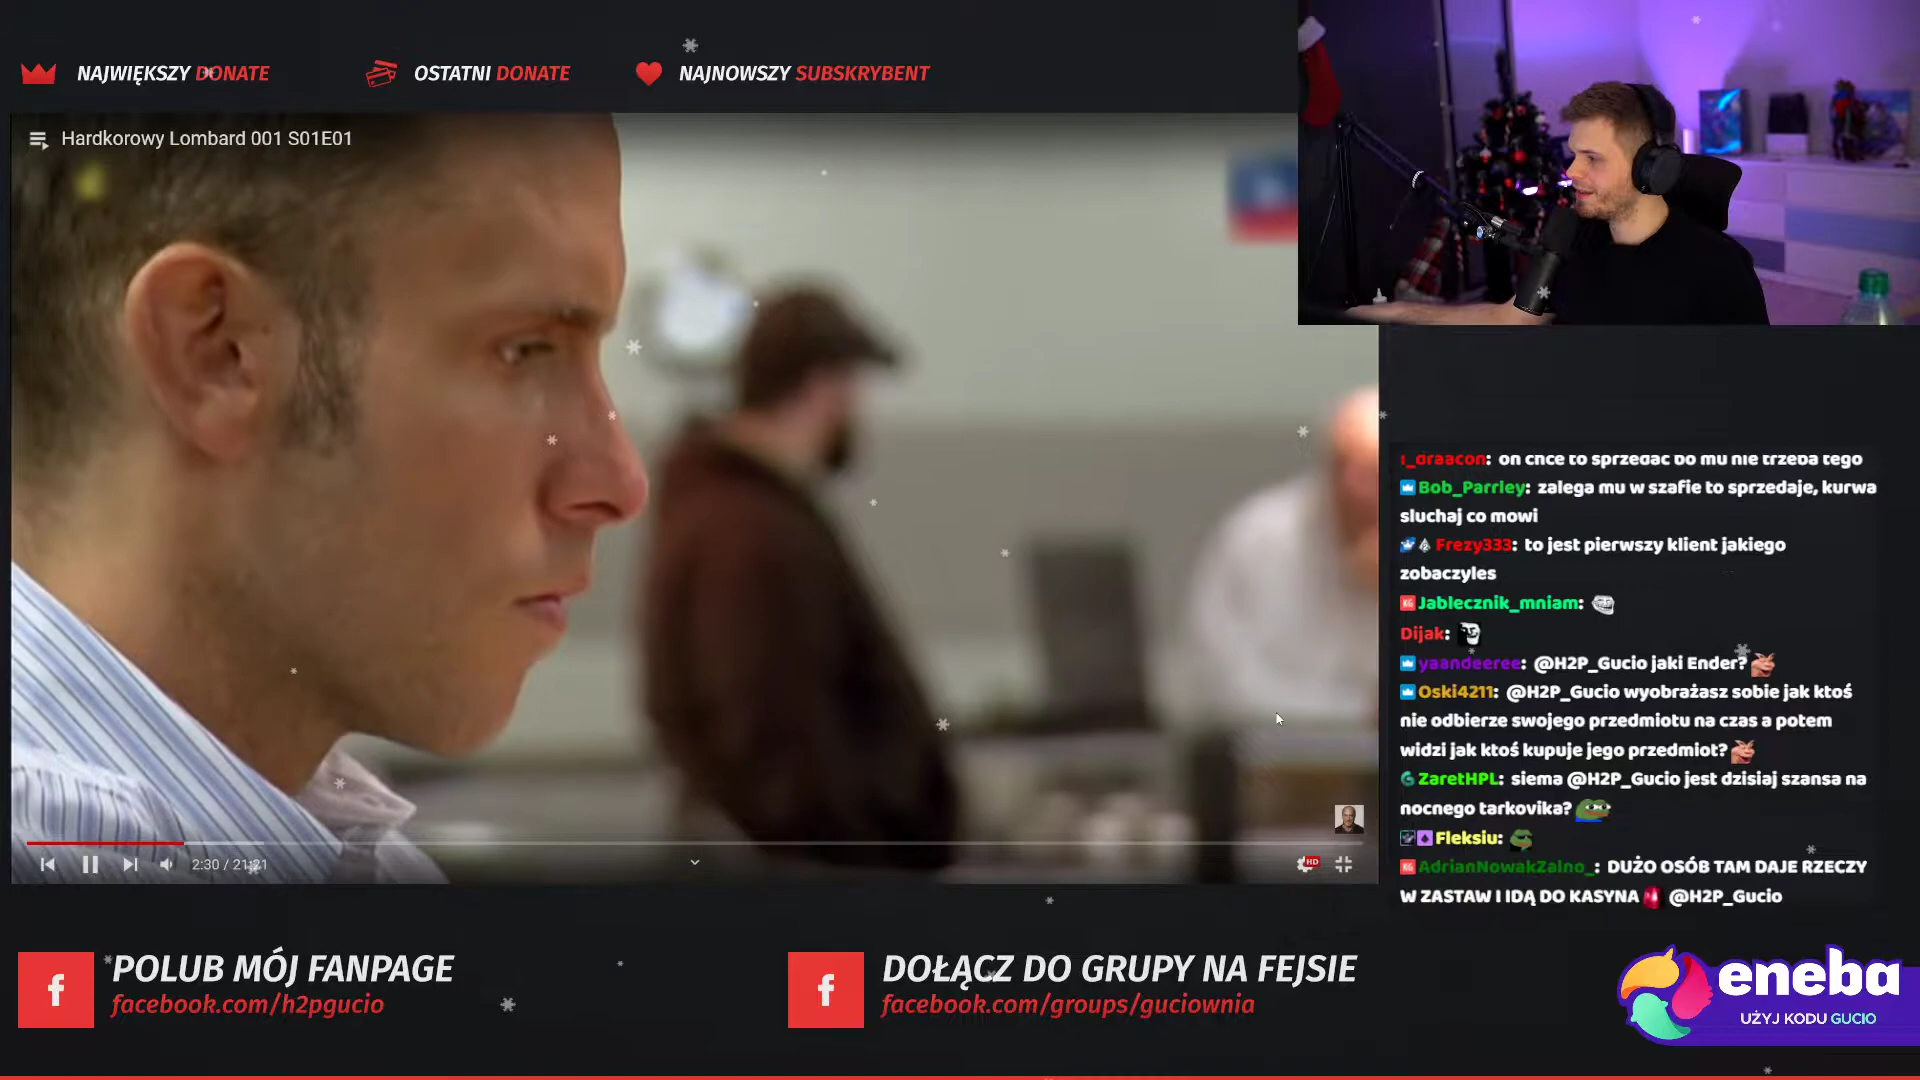 NAJWIĘKSZY DONATE
OSTATNI DONATE
NAJNOWSZY SUBSKRYBENT
Hardkorowy Lombard 001 S01E01
i_draacon: on chce to sprzedac bo mu nie trzeba tego
Bob_Parrley: zalega mu w szafie to sprzedaje, kurwa
sluchaj co mowi
Frezy333: to jest pierwszy klient jakiego
zobaczyles
Jablecznik_mniam:
Dijak:
yaandeeree: @H2P_Gucio jaki Ender?
Oski4211: @H2P_Gucio wyobrażasz sobie jak ktoś
nie odbierze swojego przedmiotu na czas a potem
widzi jak ktoś kupuje jego przedmiot?
ZaretHPL: siema @H2P_Gucio jest dzisiaj szansa na
nocnego tarkovika?
Fleksiu:
AdrianNowakZalno_: DUŻO OSÓB TAM DAJE RZECZY
W ZASTAW I IDĄ DO KASYNA @H2P_Gucio
2:30 / 21:21
HD
POLUB MÓJ FANPAGE
facebook.com/h2pgucio
DOŁĄCZ DO GRUPY NA FEJSIE
facebook.com/groups/guciownia
eneba
UŻYJ KODU GUCIO